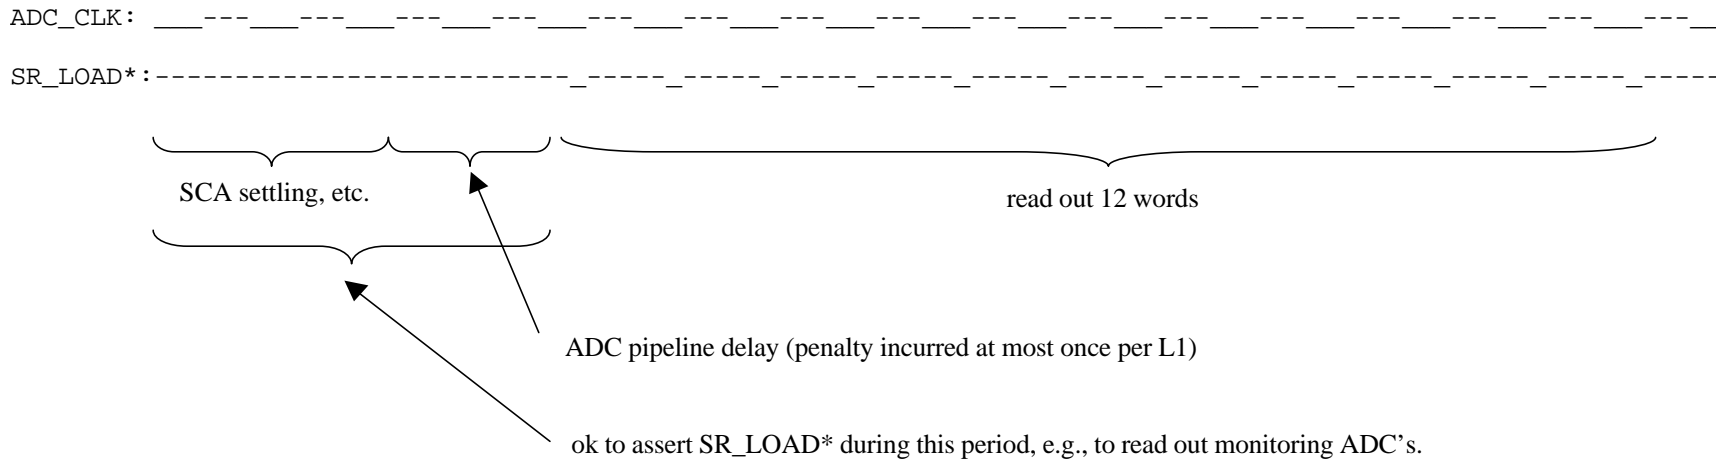 ADC_CLK: ___---___---___---___---___---___---___---___---___---___---___---___---___---___---___---___---__
SR_LOAD*:--------------------------_-----_-----_-----_-----_-----_-----_-----_-----_-----_-----_-----_-----
SCA settling, etc.
read out 12 words
ADC pipeline delay (penalty incurred at most once per L1)
ok to assert SR_LOAD* during this period, e.g., to read out monitoring ADC’s.